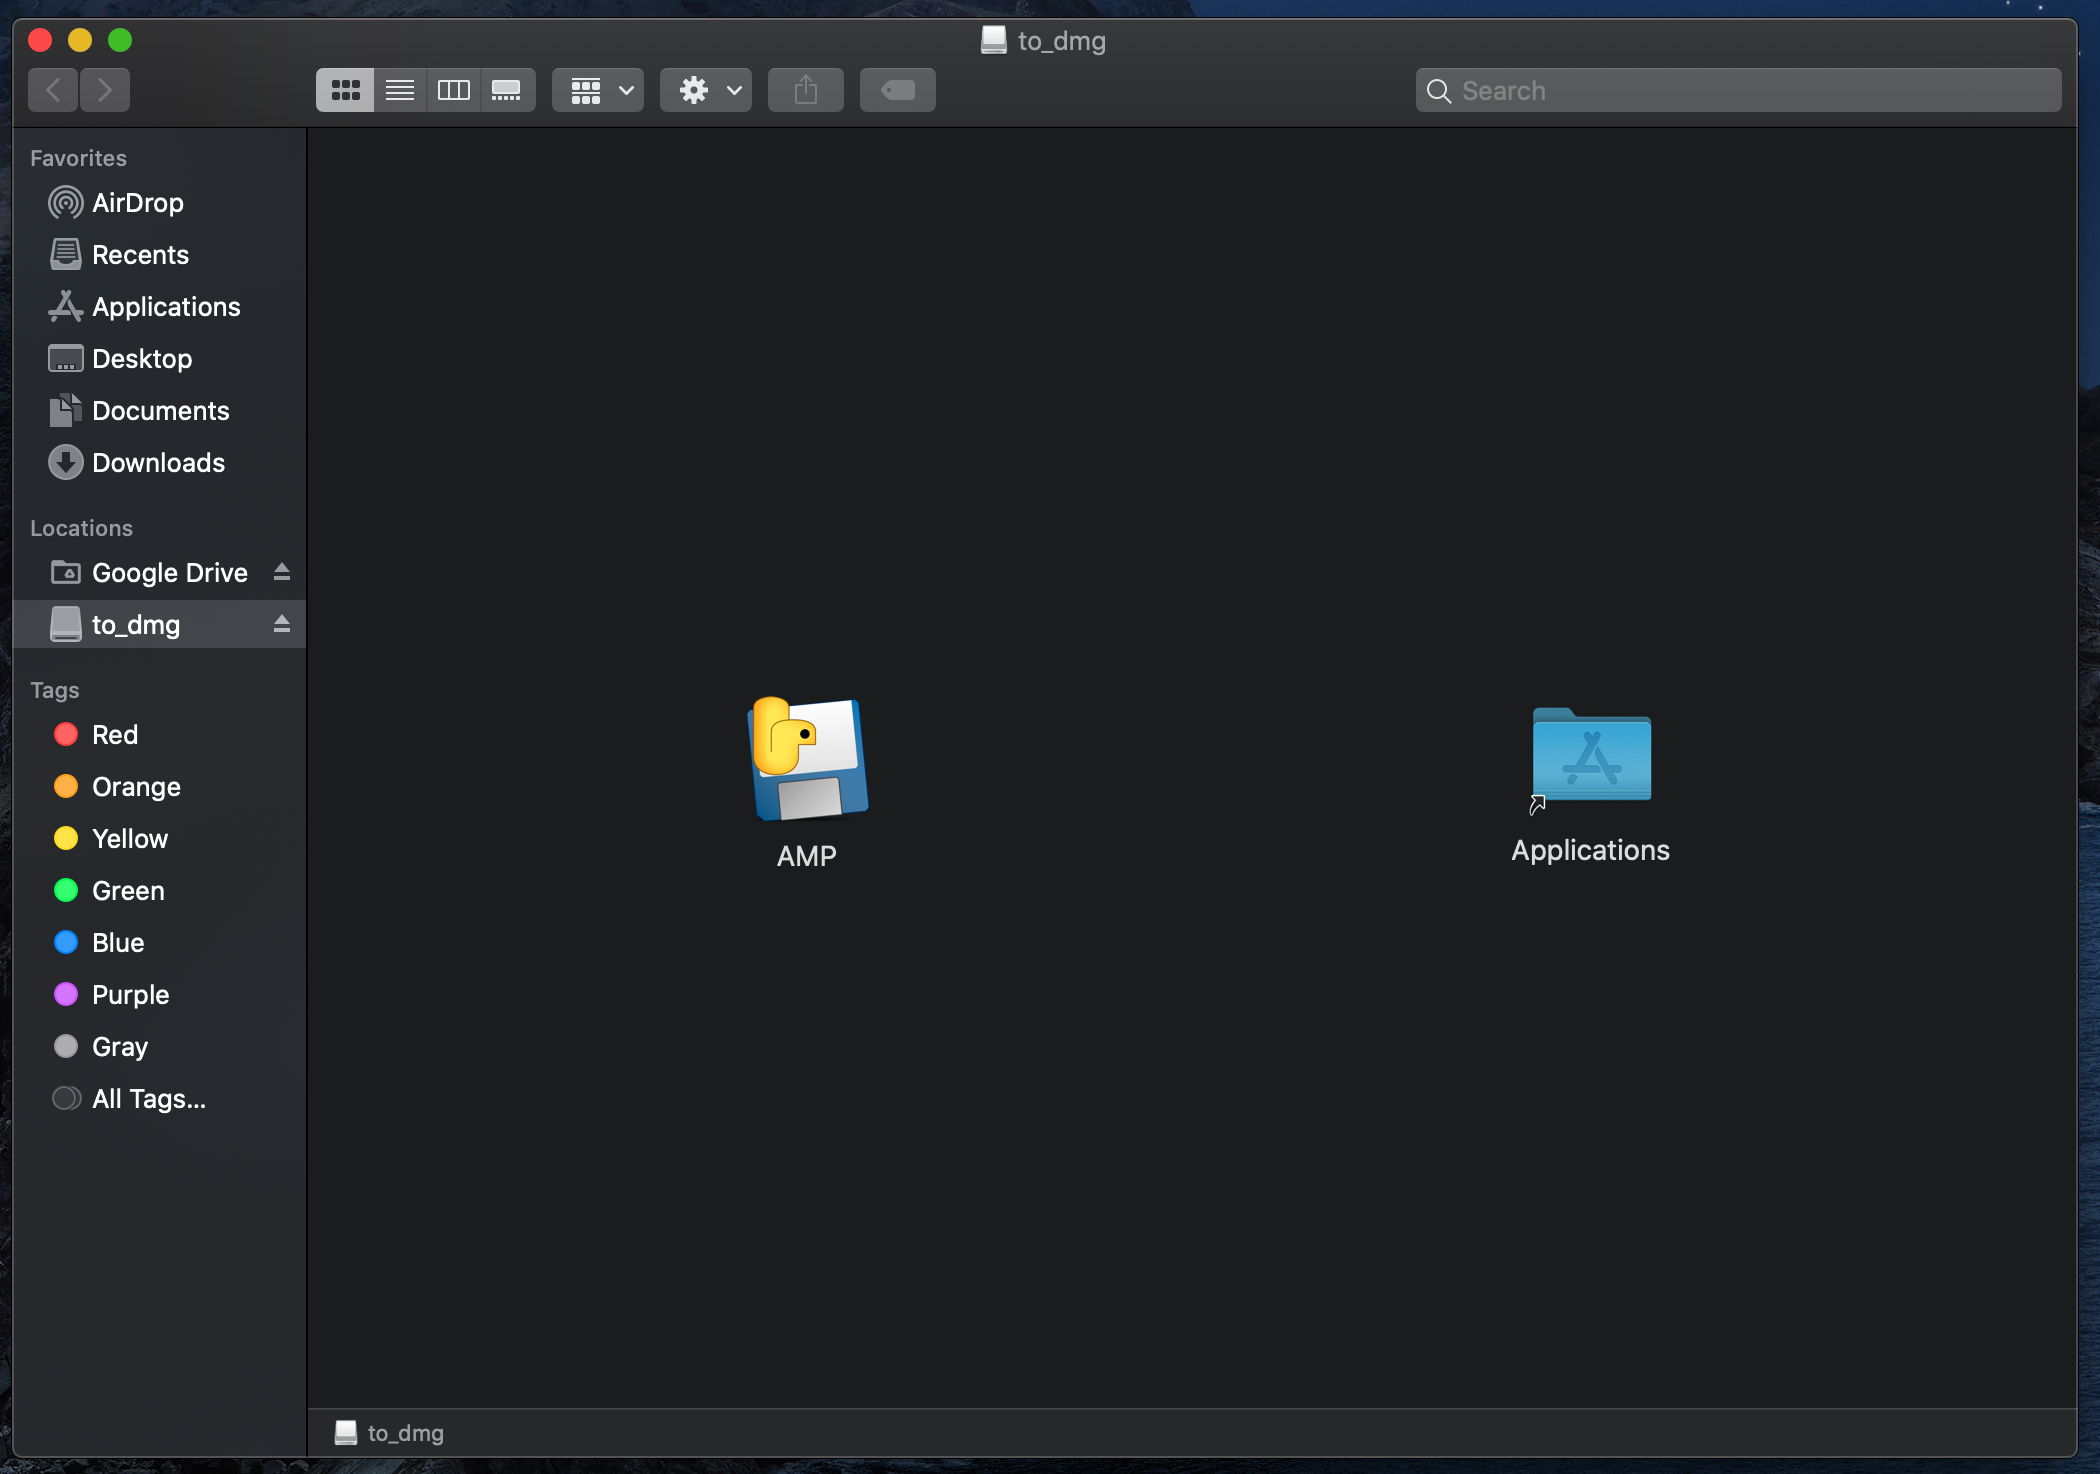 to_dmg
Search
Favorites
AirDrop
Recents
Applications
Desktop
Documents
Downloads
Locations
Google Drive
to_dmg
Tags
Red
Orange
Yellow
Green
Blue
Purple
Gray
All Tags...
AMP
Applications
to_dmg